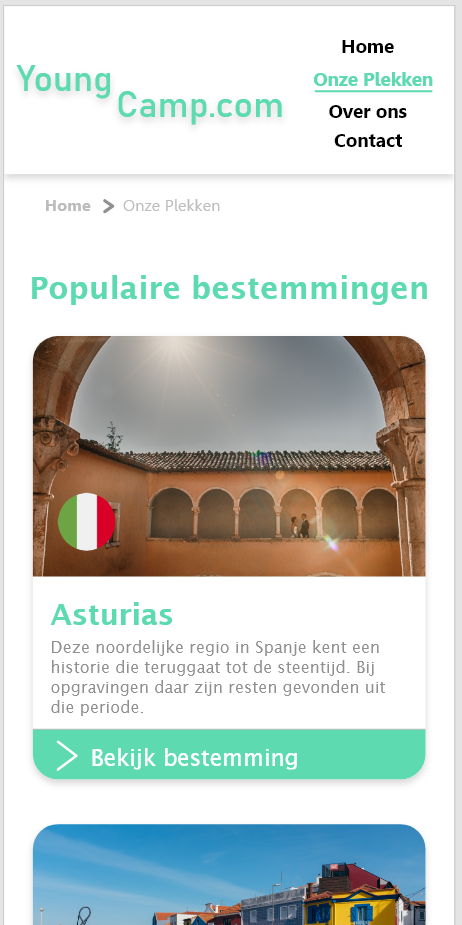 Young
Camp.com
Home
Onze Plekken
Over ons
Contact
Home > Onze Plekken
Populaire bestemmingen
Asturias
Deze noordelijke regio in Spanje kent een
historie die teruggaat tot de steentijd. Bij
opgravingen daar zijn resten gevonden uit
die periode.
Bekijk bestemming